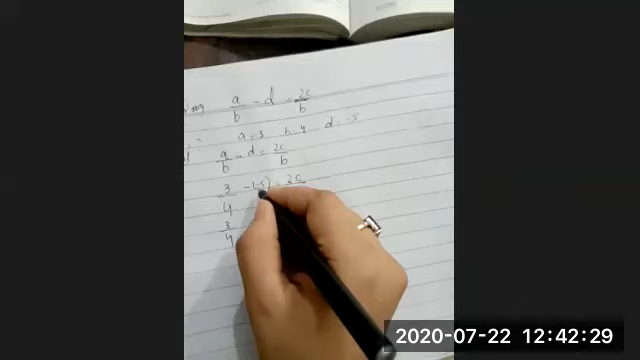 a/b - d = 2c/b
a = 3 b = 4 d = -5
a/b - d = 2c/b
3/4 - (-5) = 2c
3/4
2020-07-22 12:42:29